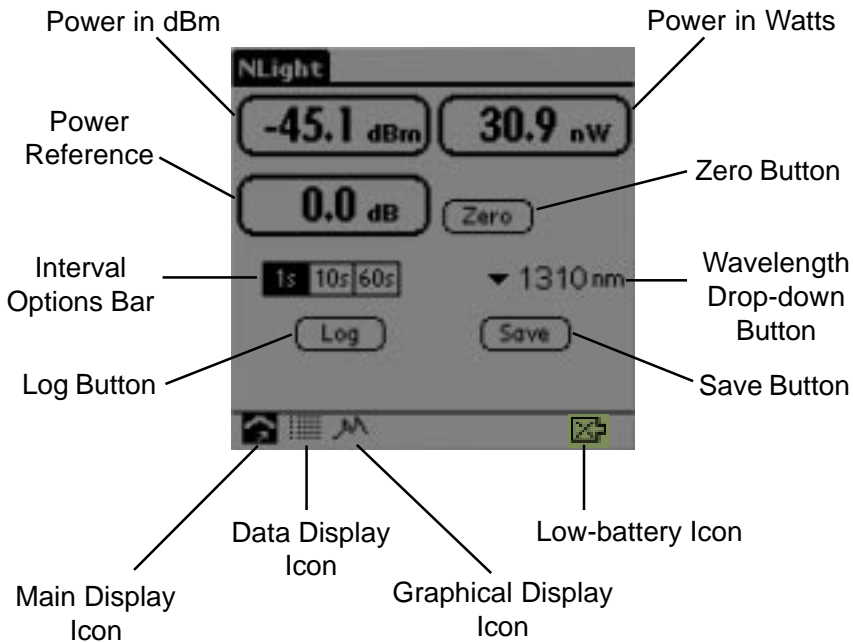 Power in dBm
Power in Watts
NLight
-45.1 dBm
30.9 nW
Power
Reference
0.0 dB
Zero
Zero Button
Interval
Options Bar
1s 10s 60s
1310 nm
Wavelength
Drop-down
Button
Log
Save
Log Button
Save Button
Data Display
Icon
Low-battery Icon
Main Display
Icon
Graphical Display
Icon